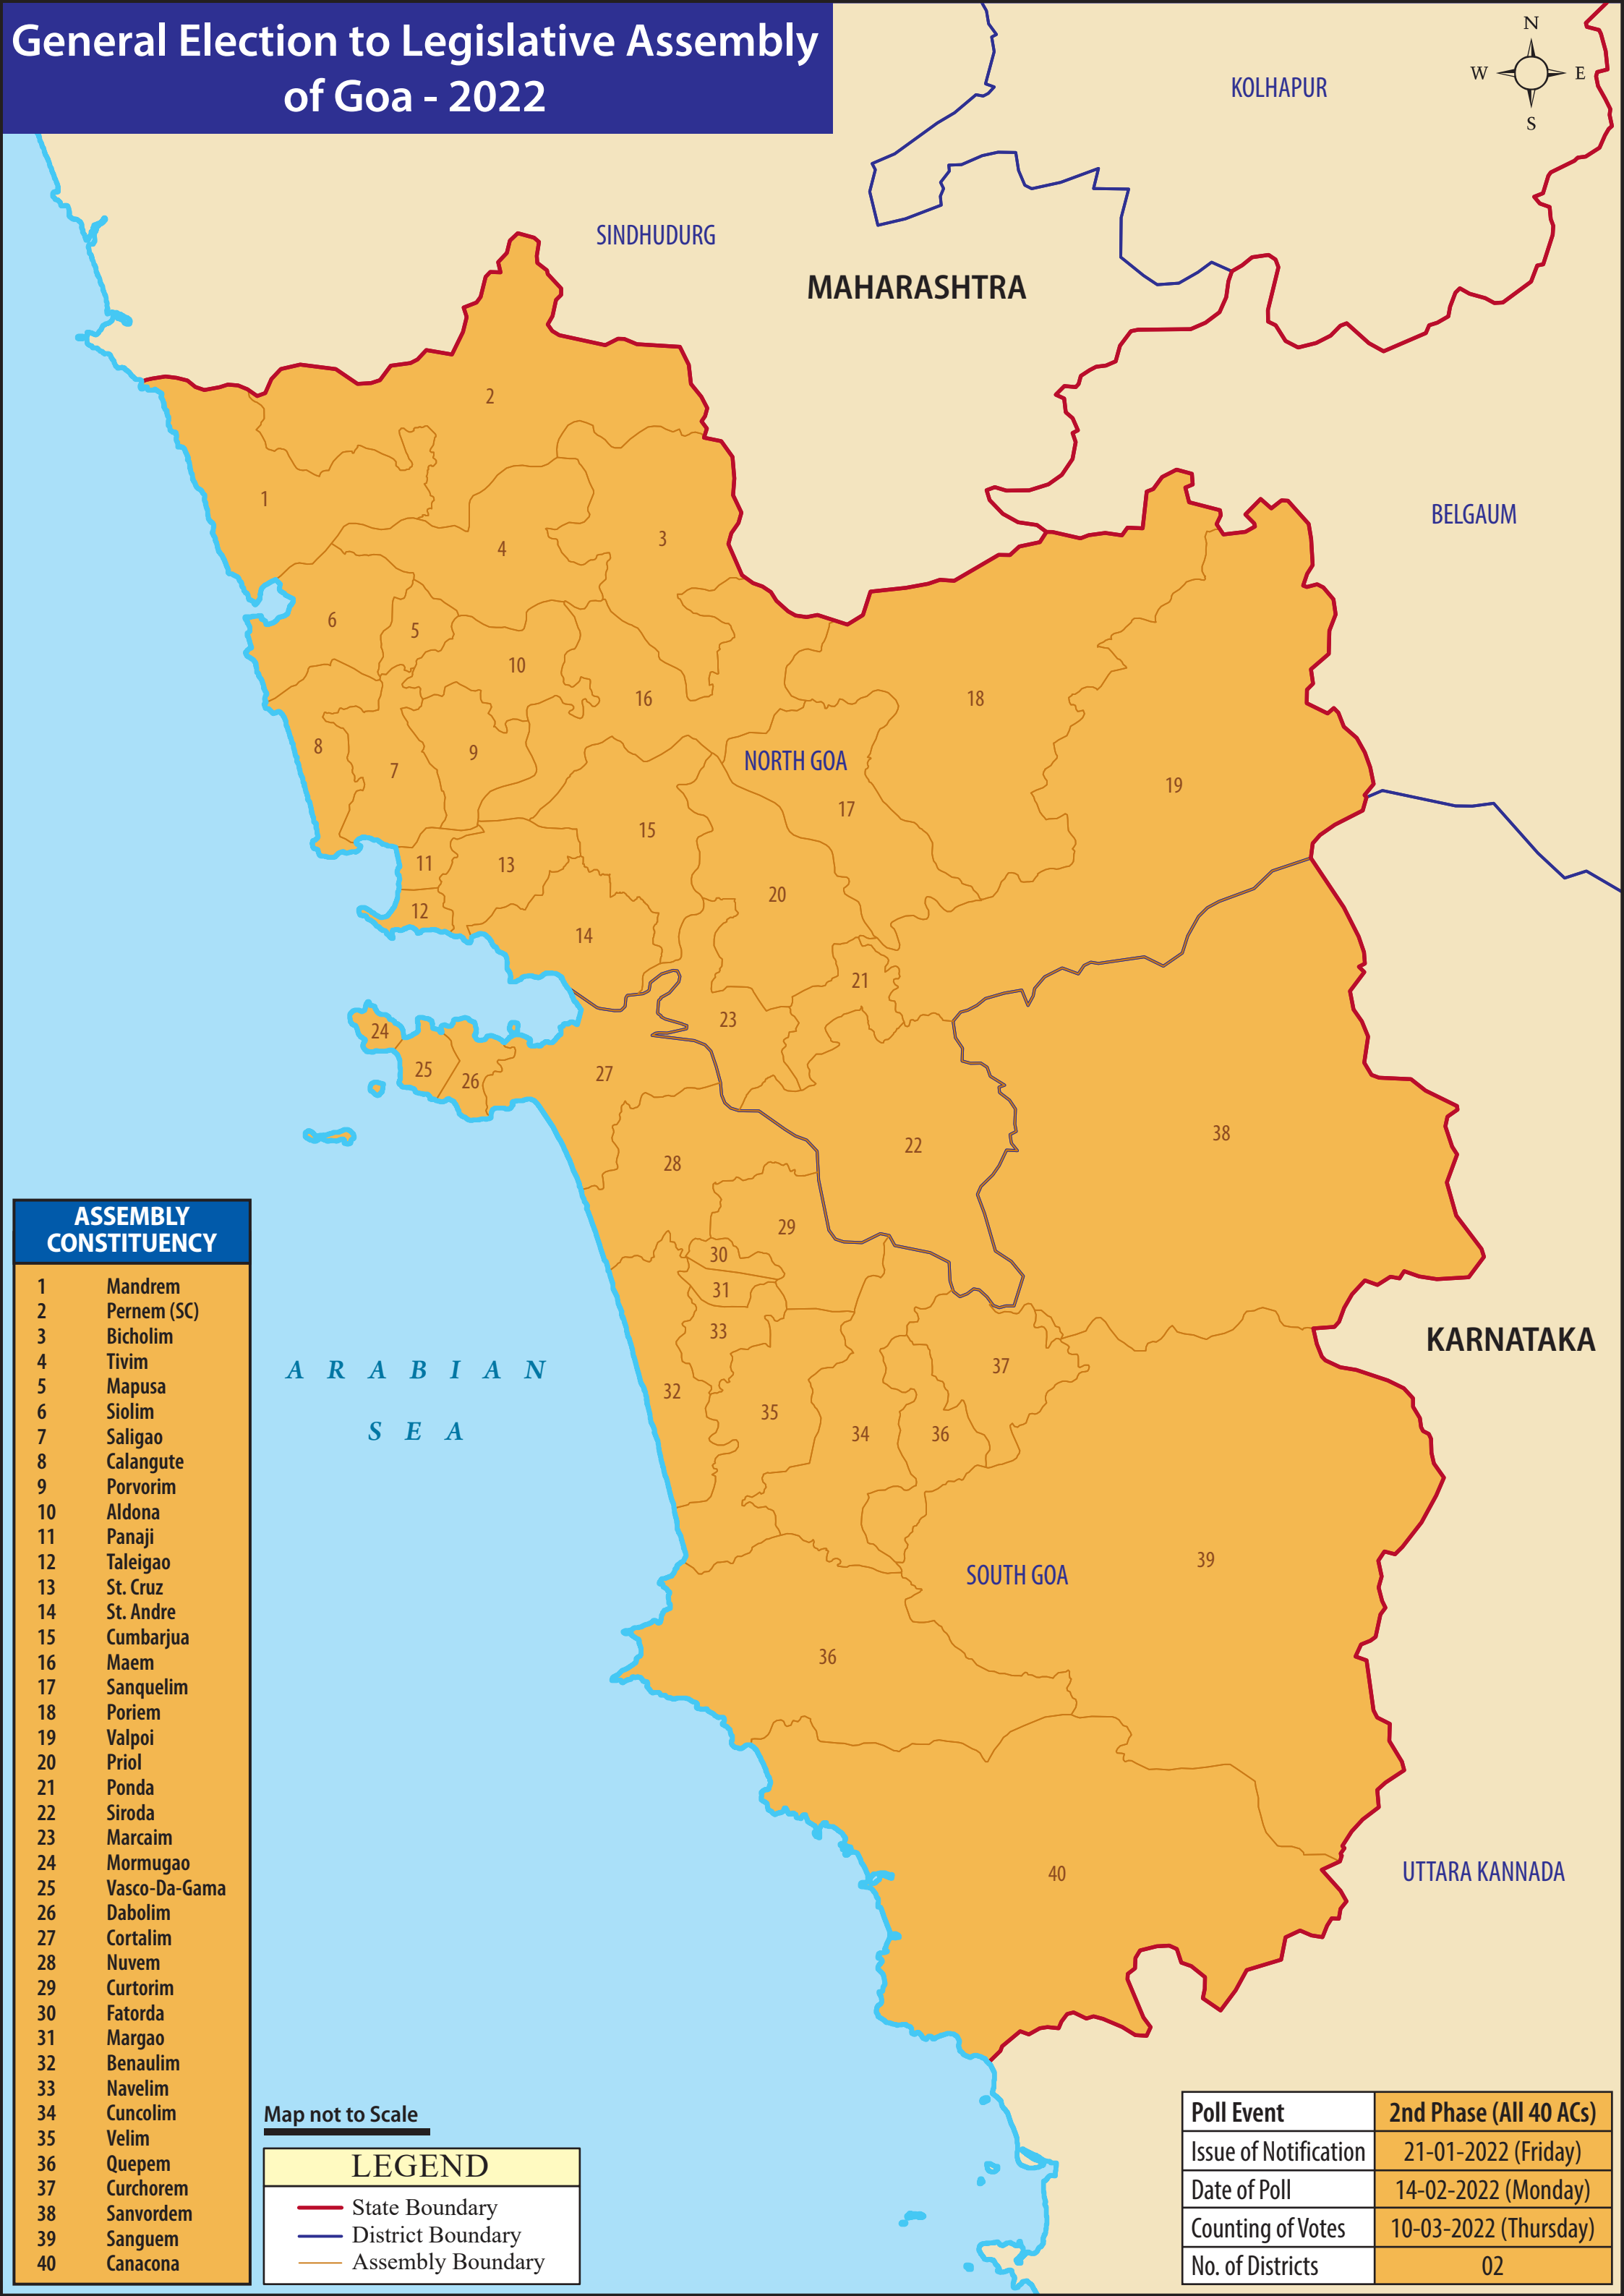 General Election to Legislative Assembly
of Goa - 2022
N
W E
S
KOLHAPUR
SINDHUDURG
MAHARASHTRA
BELGAUM
2
1
3
4
6
5
10
16
18
8
9
7
NORTH GOA
19
17
15
11
13
20
12
14
21
23
24
25
26
27
38
22
28
29
30
31
33
37
32
35
34
36
KARNATAKA
ARABIAN
SEA
39
SOUTH GOA
36
40
UTTARA KANNADA
ASSEMBLY
CONSTITUENCY
1 Mandrem
2 Pernem (SC)
3 Bicholim
4 Tivim
5 Mapusa
6 Siolim
7 Saligao
8 Calangute
9 Porvorim
10 Aldona
11 Panaji
12 Taleigao
13 St. Cruz
14 St. Andre
15 Cumbarjua
16 Maem
17 Sanquelim
18 Poriem
19 Valpoi
20 Priol
21 Ponda
22 Siroda
23 Marcaim
24 Mormugao
25 Vasco-Da-Gama
26 Dabolim
27 Cortalim
28 Nuvem
29 Curtorim
30 Fatorda
31 Margao
32 Benaulim
33 Navelim
34 Cuncolim
35 Velim
36 Quepem
37 Curchorem
38 Sanvordem
39 Sanguem
40 Canacona
Map not to Scale
LEGEND
State Boundary
District Boundary
Assembly Boundary
Poll Event 2nd Phase (All 40 ACs)
Issue of Notification 21-01-2022 (Friday)
Date of Poll 14-02-2022 (Monday)
Counting of Votes 10-03-2022 (Thursday)
No. of Districts 02